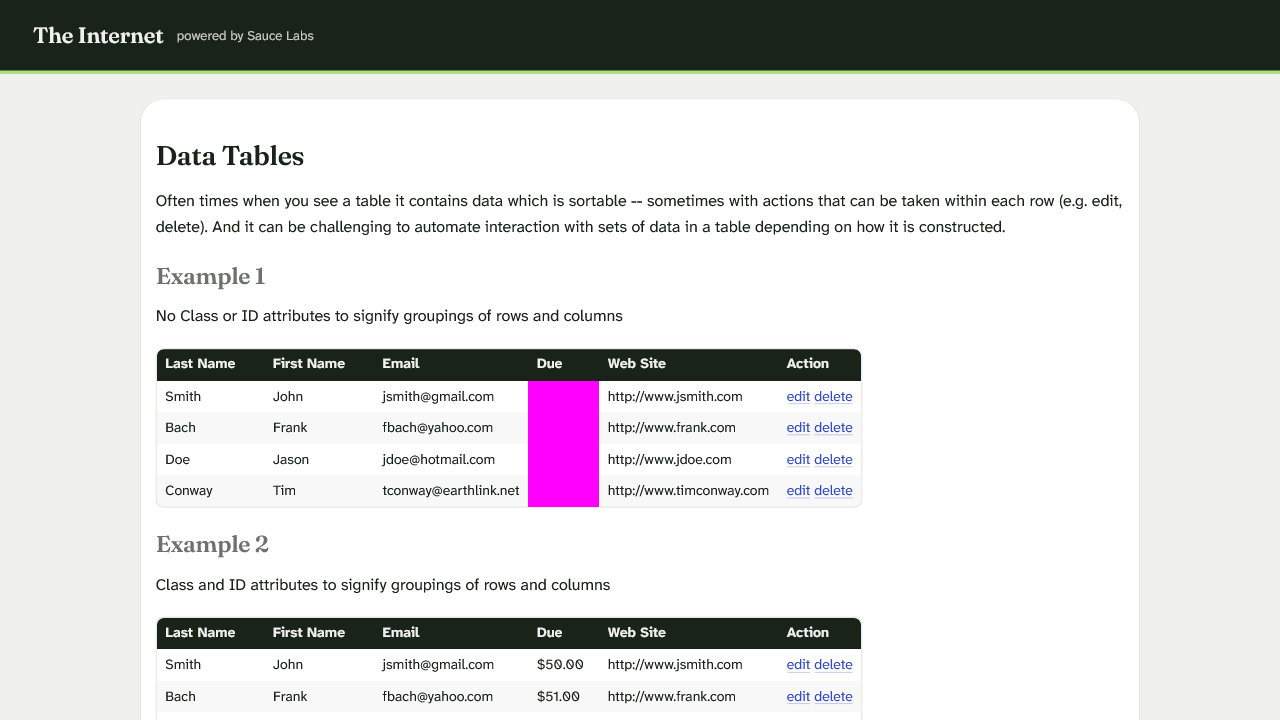 The Internet powered by Sauce Labs
Data Tables
Often times when you see a table it contains data which is sortable -- sometimes with actions that can be taken within each row (e.g. edit,
delete). And it can be challenging to automate interaction with sets of data in a table depending on how it is constructed.
Example 1
No Class or ID attributes to signify groupings of rows and columns
Last Name First Name Email Due Web Site Action
Smith John jsmith@gmail.com http://www.jsmith.com edit delete
Bach Frank fbach@yahoo.com http://www.frank.com edit delete
Doe Jason jdoe@hotmail.com http://www.jdoe.com edit delete
Conway Tim tconway@earthlink.net http://www.timconway.com edit delete
Example 2
Class and ID attributes to signify groupings of rows and columns
Last Name First Name Email Due Web Site Action
Smith John jsmith@gmail.com $50.00 http://www.jsmith.com edit delete
Bach Frank fbach@yahoo.com $51.00 http://www.frank.com edit delete